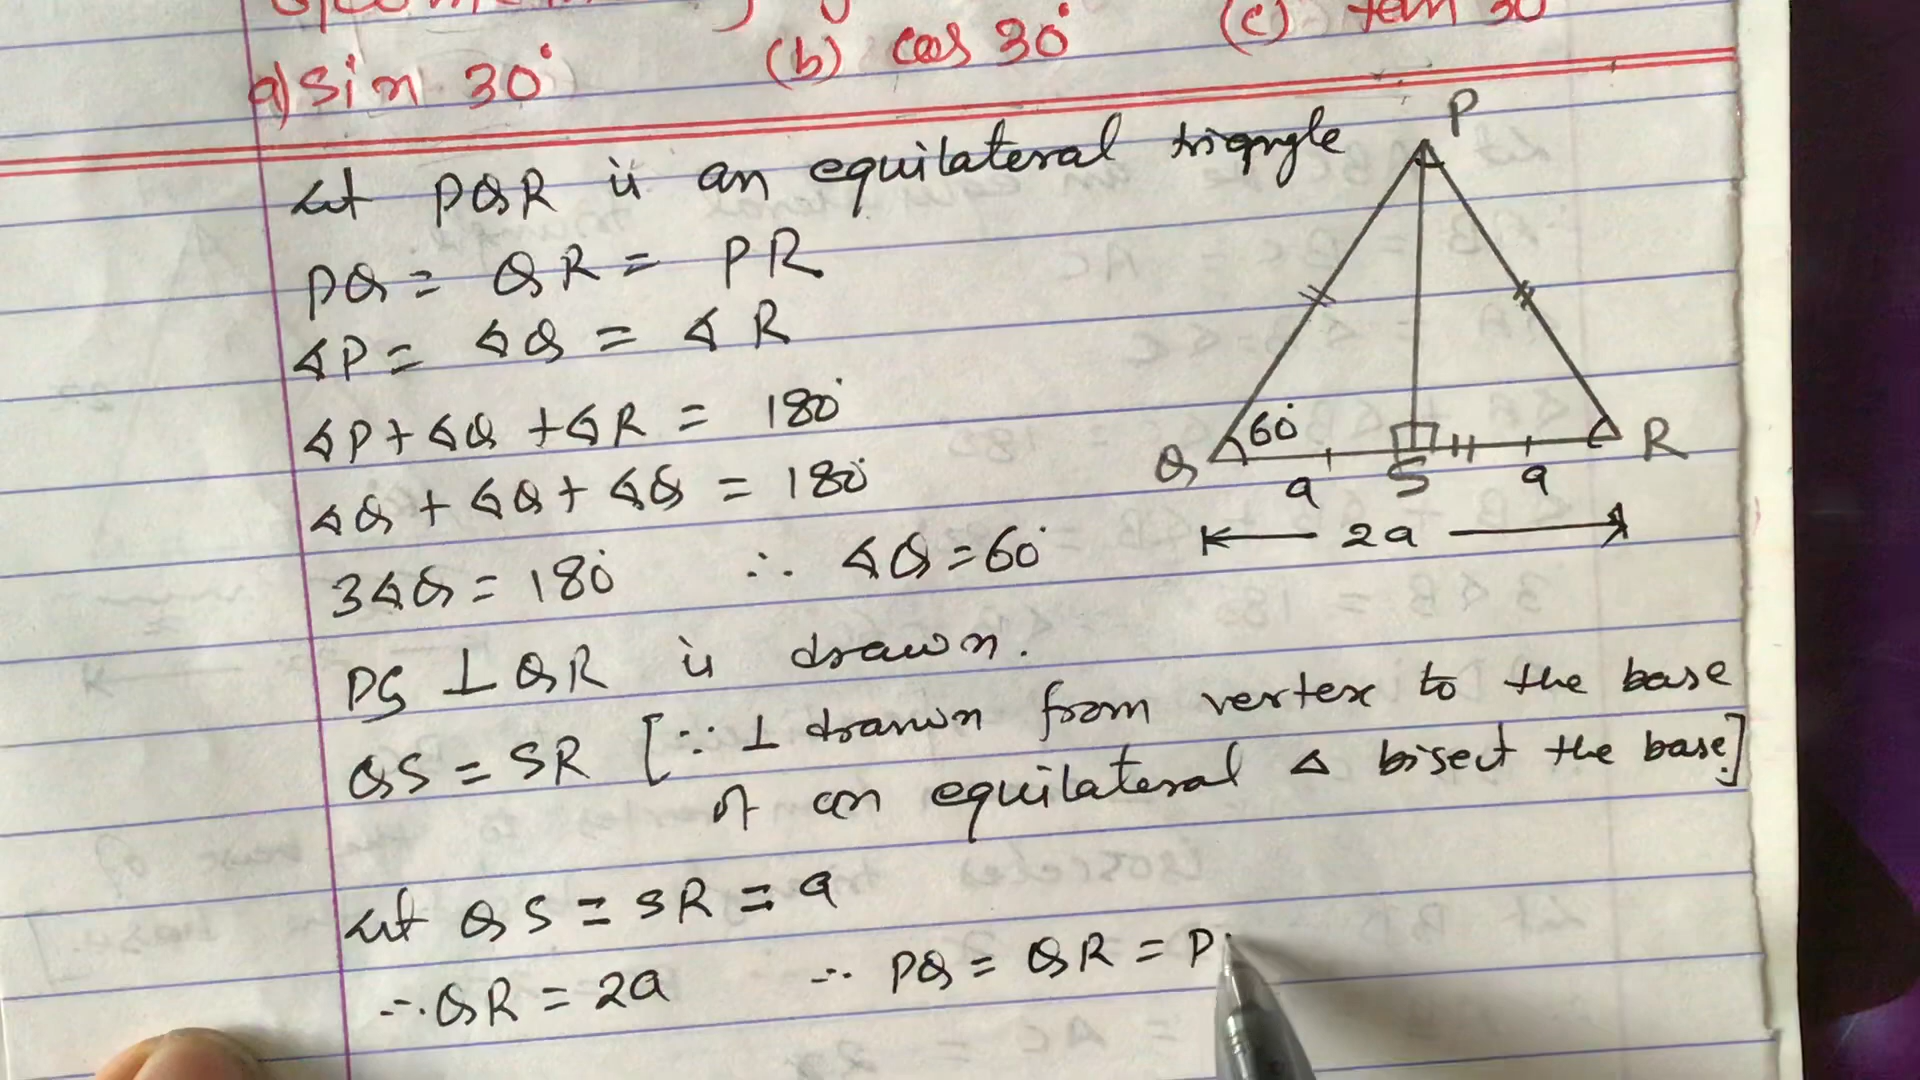 a) sin 30° (b) cos 30° (c) tan 30
Let PQR is an equilateral triangle
PQ = QR = PR
∠P = ∠Q = ∠R
∠P + ∠Q + ∠R = 180°
∠Q + ∠Q + ∠Q = 180°
3∠Q = 180° ∴ ∠Q = 60°
PS ⊥ QR is drawn.
QS = SR [∵ ⊥ drawn from vertex to the base
of an equilateral △ bisect the base]
Let QS = SR = a
∴ QR = 2a ∴ PQ = QR = P
P
60°
Q
S
R
a
a
2a